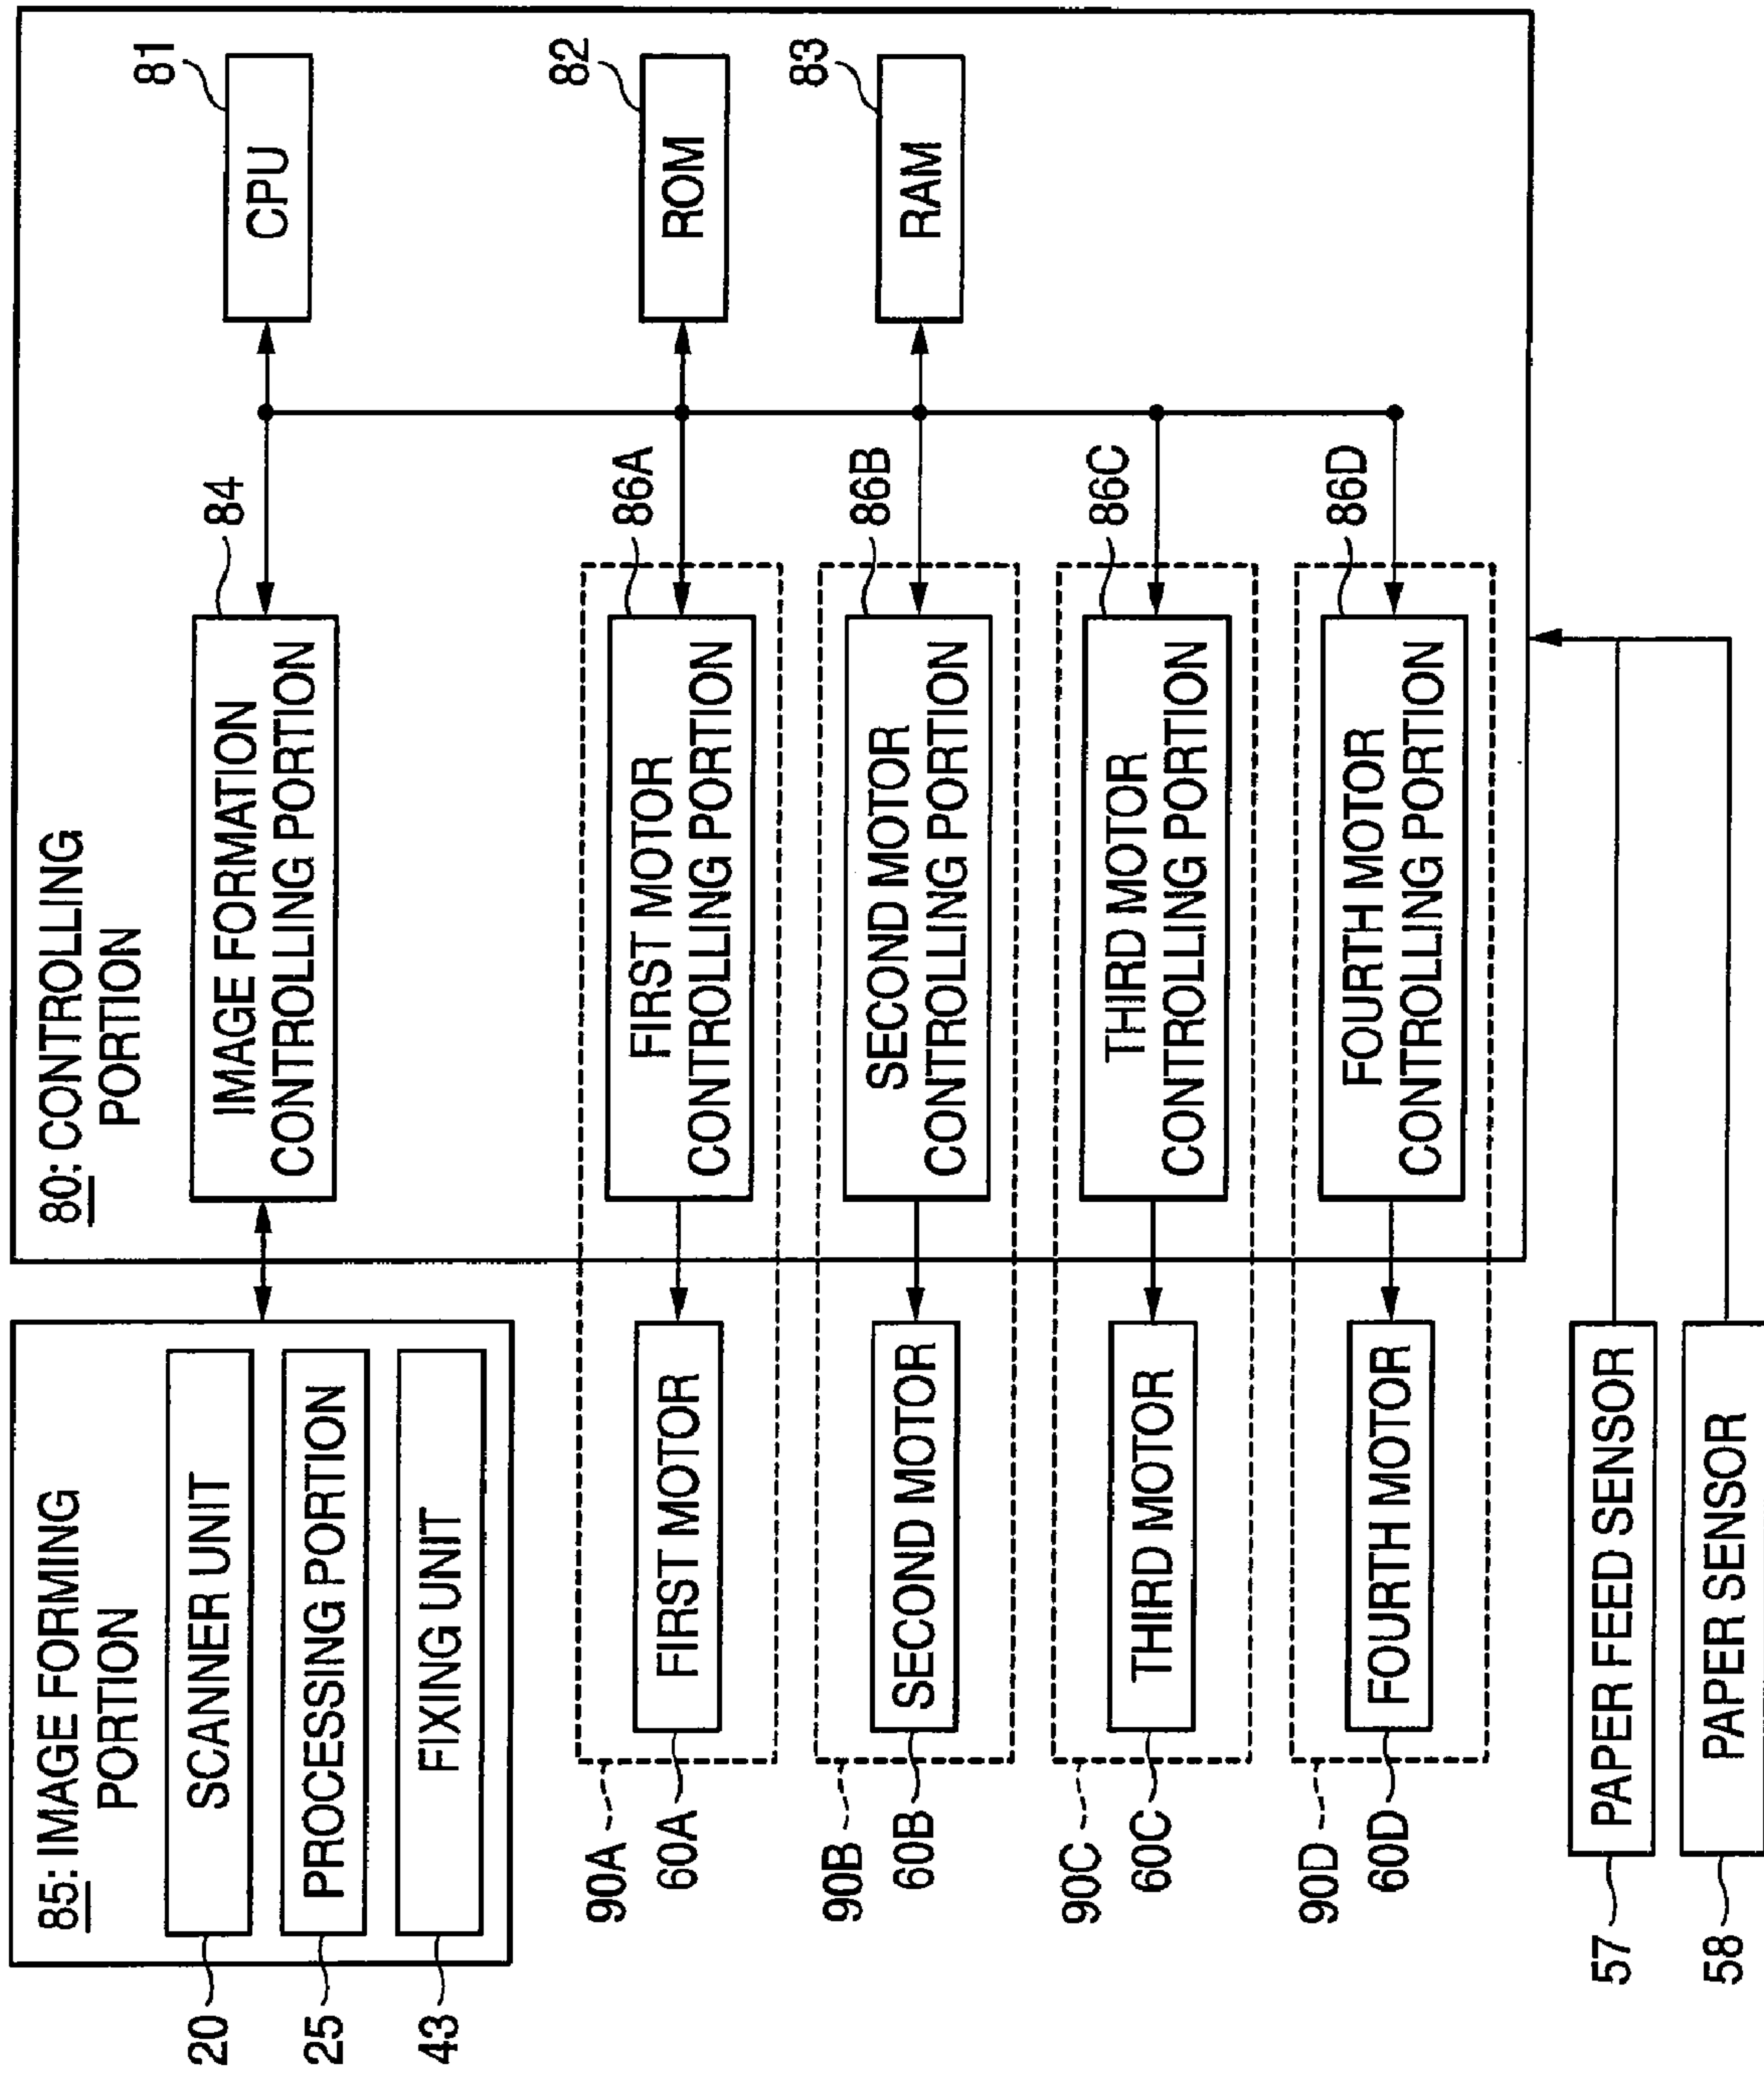 80: CONTROLLING
PORTION
81
CPU
82
ROM
83
RAM
84
IMAGE FORMATION
CONTROLLING PORTION
86A
FIRST MOTOR
CONTROLLING PORTION
86B
SECOND MOTOR
CONTROLLING PORTION
86C
THIRD MOTOR
CONTROLLING PORTION
86D
FOURTH MOTOR
CONTROLLING PORTION
85: IMAGE FORMING
PORTION
SCANNER UNIT
20
PROCESSING PORTION
25
FIXING UNIT
43
FIRST MOTOR
90A
60A
SECOND MOTOR
90B
60B
THIRD MOTOR
90C
60C
FOURTH MOTOR
90D
60D
PAPER FEED SENSOR
57
PAPER SENSOR
58